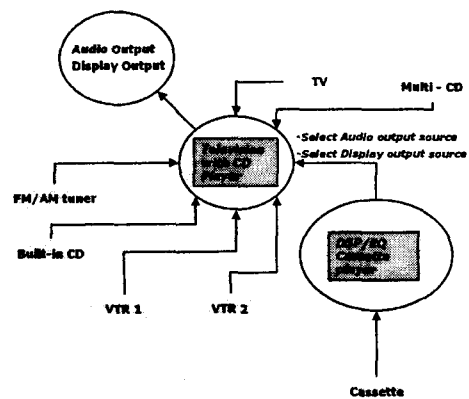 Audio Output
Display Output
TV
Multi - CD
-Select Audio output source
-Select Display output source
Television
with CD
Player
FM/AM tuner
Built-in CD
DSP/EQ
Cassette
player
VTR 1
VTR 2
Cassette